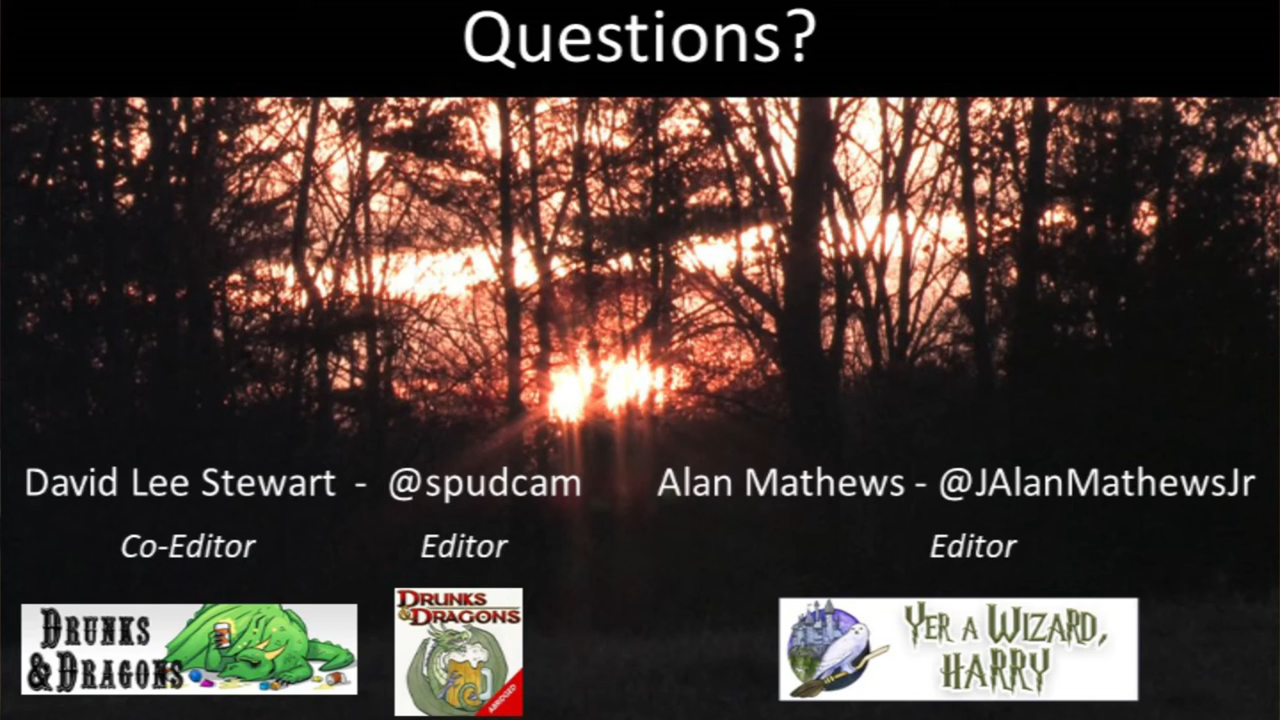 Questions?
David Lee Stewart - @spudcam
Alan Mathews - @JAlanMathewsJr
Co-Editor
Editor
Editor
DRUNKS
& DRAGONS
DRUNKS
& DRAGONS
ABRIDGED
YER A WIZARD,
HARRY